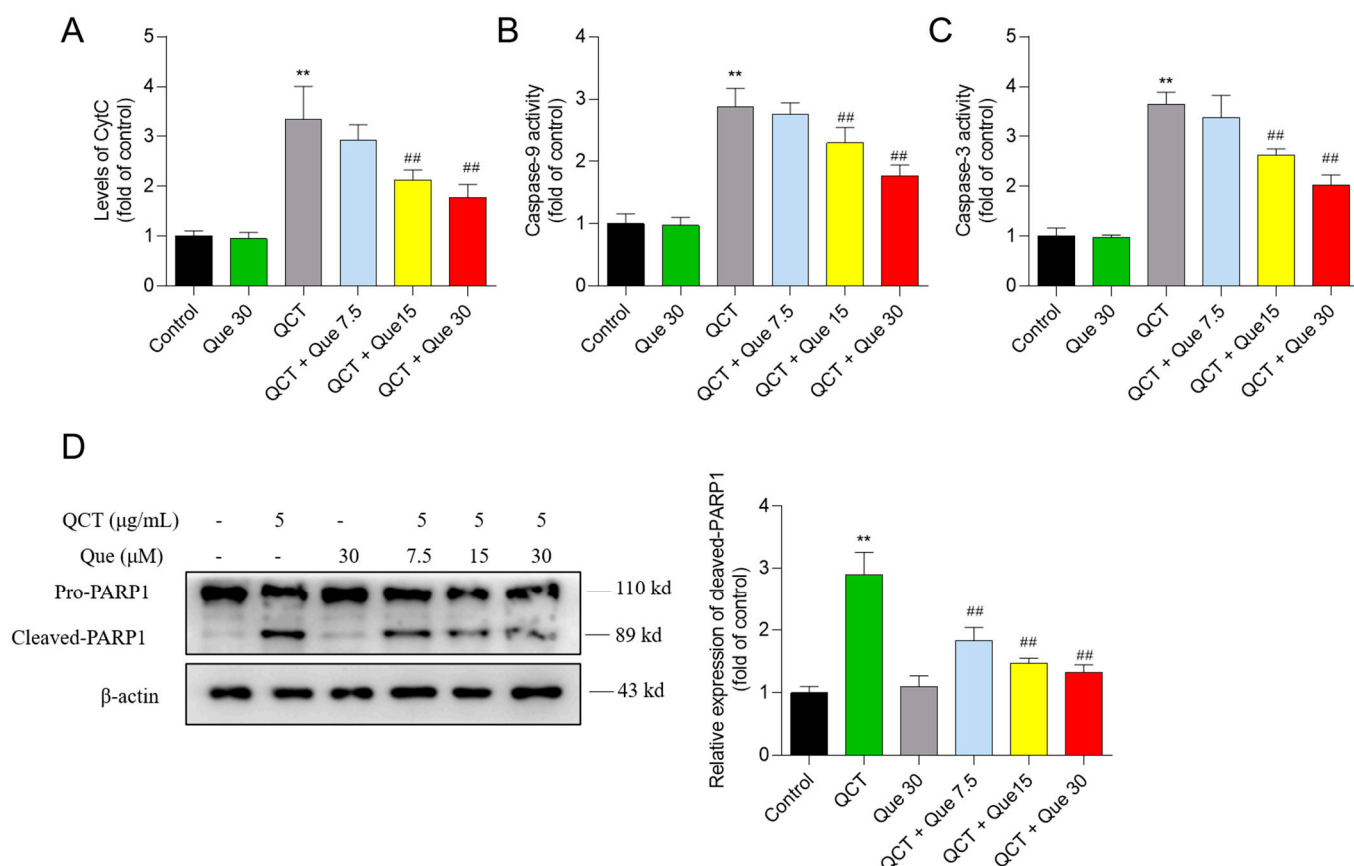 A
Levels of CytC
(fold of control)
5
4
3
2
1
0
**
##
##
Control
Que 30
QCT
QCT + Que 7.5
QCT + Que15
QCT + Que 30
B
Caspase-9 activity
(fold of control)
4
3
2
1
0
**
##
##
Control
Que 30
QCT
QCT + Que 7.5
QCT + Que 15
QCT + Que 30
C
Caspase-3 activity
(fold of control)
5
4
3
2
1
0
**
##
##
Control
Que 30
QCT
QCT + Que 7.5
QCT + Que15
QCT + Que 30
D
QCT (μg/mL) - 5 - 5 5 5
Que (μM) - - 30 7.5 15 30
Pro-PARP1 110 kd
Cleaved-PARP1 89 kd
β-actin 43 kd
Relative expression of deaved-PARP1
(fold of control)
4
3
2
1
0
**
##
##
##
Control
QCT
Que 30
QCT + Que 7.5
QCT + Que15
QCT + Que 30